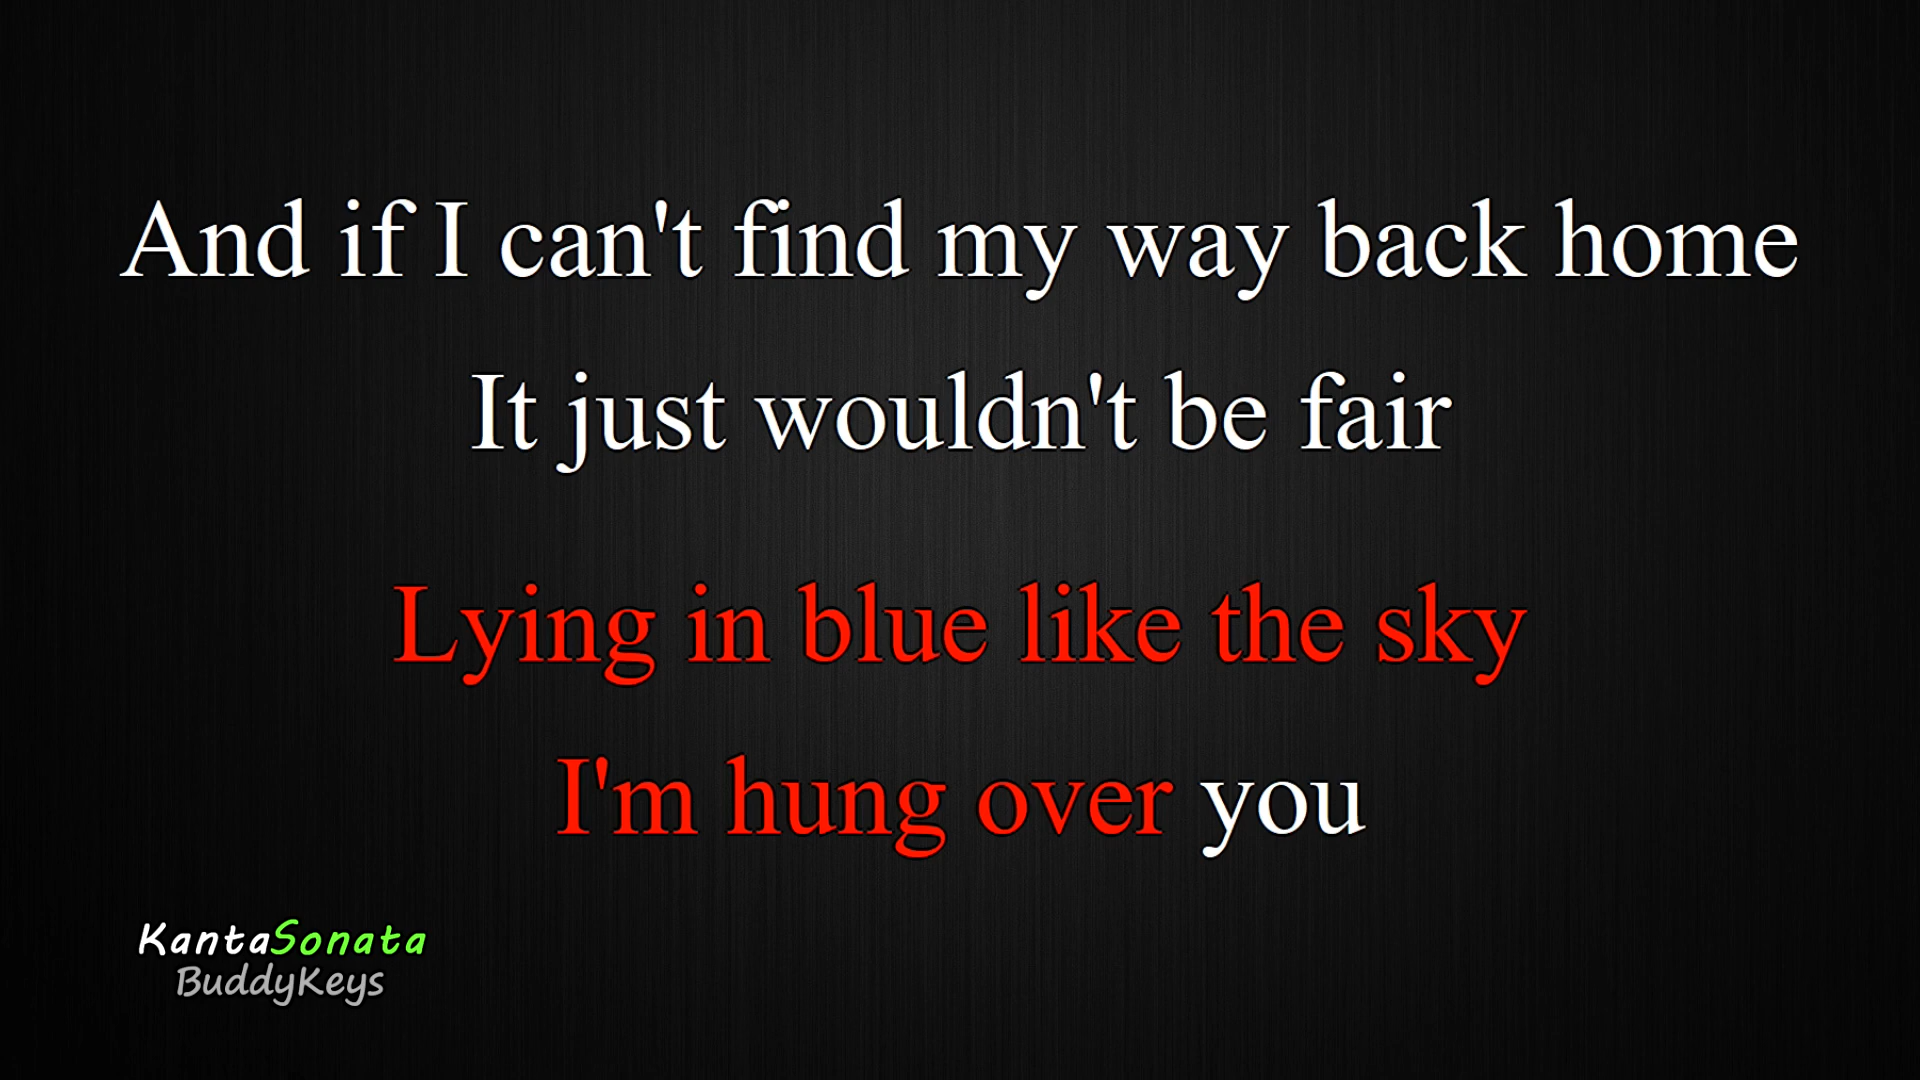 And if I can't find my way back home
It just wouldn't be fair
Lying in blue like the sky
I'm hung over you
KantaSonata
BuddyKeys